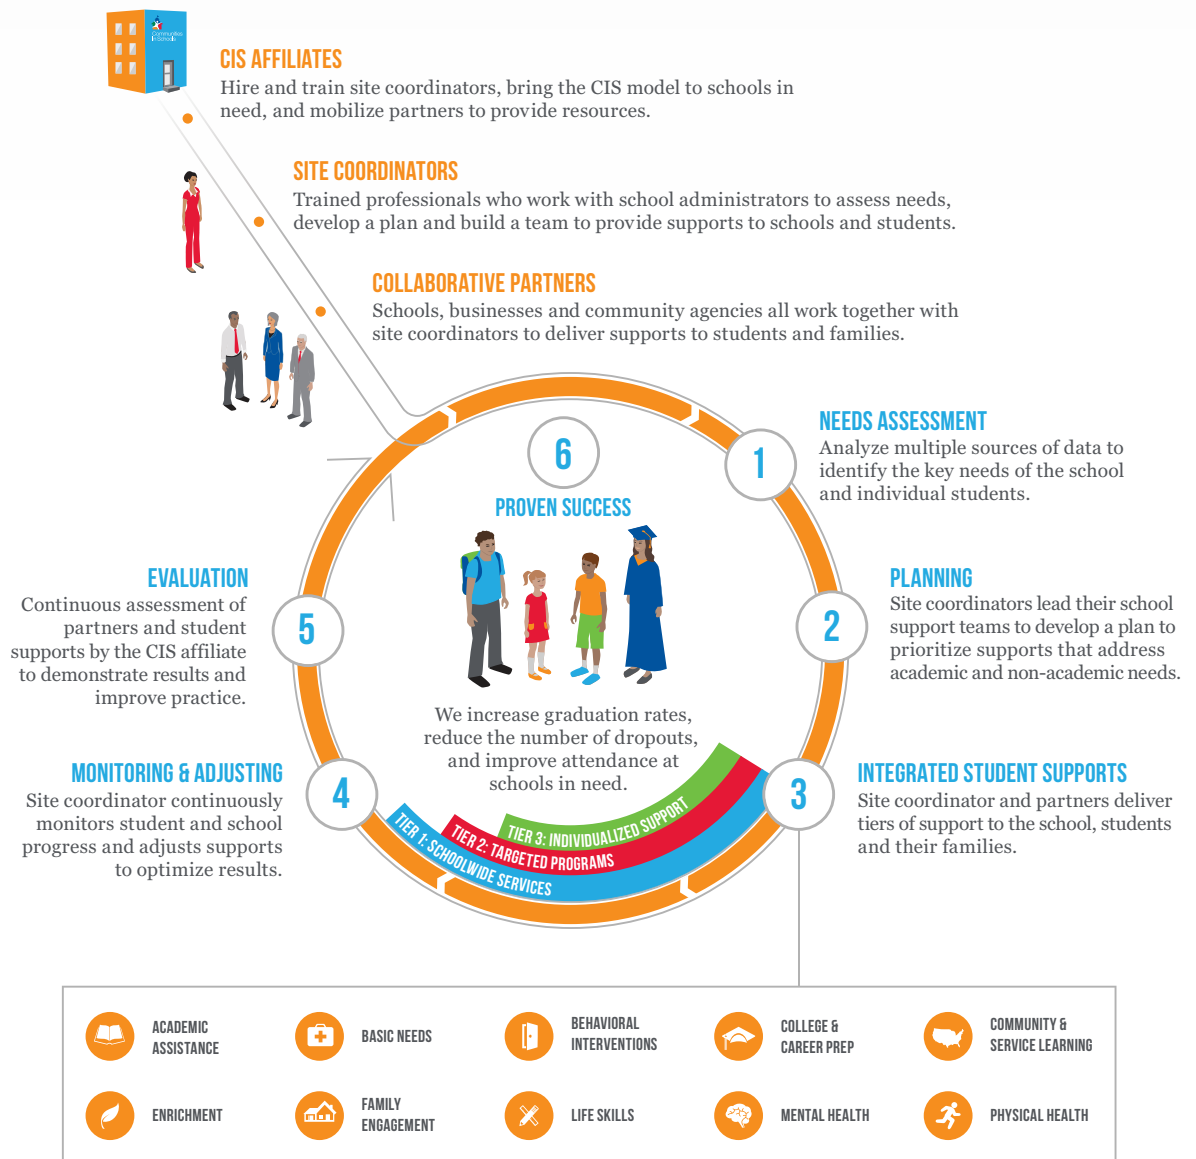 Communities
In Schools
CIS AFFILIATES
Hire and train site coordinators, bring the CIS model to schools in
need, and mobilize partners to provide resources.
SITE COORDINATORS
Trained professionals who work with school administrators to assess needs,
develop a plan and build a team to provide supports to schools and students.
COLLABORATIVE PARTNERS
Schools, businesses and community agencies all work together with
site coordinators to deliver supports to students and families.
1
NEEDS ASSESSMENT
Analyze multiple sources of data to
identify the key needs of the school
and individual students.
2
PLANNING
Site coordinators lead their school
support teams to develop a plan to
prioritize supports that address
academic and non-academic needs.
3
INTEGRATED STUDENT SUPPORTS
Site coordinator and partners deliver
tiers of support to the school, students
and their families.
4
MONITORING & ADJUSTING
Site coordinator continuously
monitors student and school
progress and adjusts supports
to optimize results.
5
EVALUATION
Continuous assessment of
partners and student
supports by the CIS affiliate
to demonstrate results and
improve practice.
6
PROVEN SUCCESS
We increase graduation rates,
reduce the number of dropouts,
and improve attendance at
schools in need.
TIER 3: INDIVIDUALIZED SUPPORT
TIER 2: TARGETED PROGRAMS
TIER 1: SCHOOLWIDE SERVICES
ACADEMIC
ASSISTANCE
BASIC NEEDS
BEHAVIORAL
INTERVENTIONS
COLLEGE &
CAREER PREP
COMMUNITY &
SERVICE LEARNING
ENRICHMENT
FAMILY
ENGAGEMENT
LIFE SKILLS
MENTAL HEALTH
PHYSICAL HEALTH